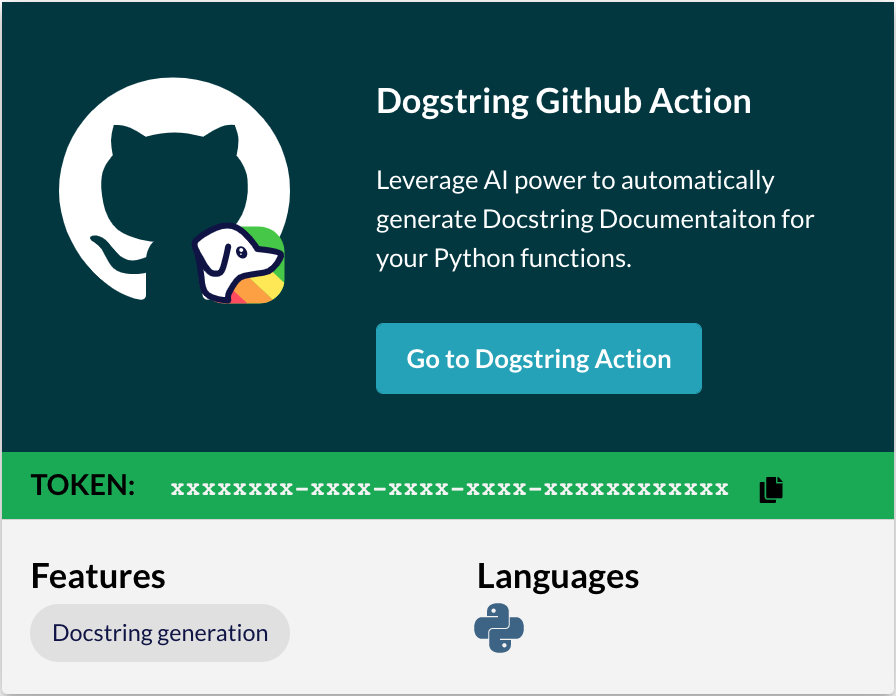 Dogstring Github Action
Leverage AI power to automatically
generate Docstring Documentaiton for
your Python functions.
Go to Dogstring Action
TOKEN: xxxxxxxx-xxxx-xxxx-xxxx-xxxxxxxxxxxx
Features
Languages
Docstring generation